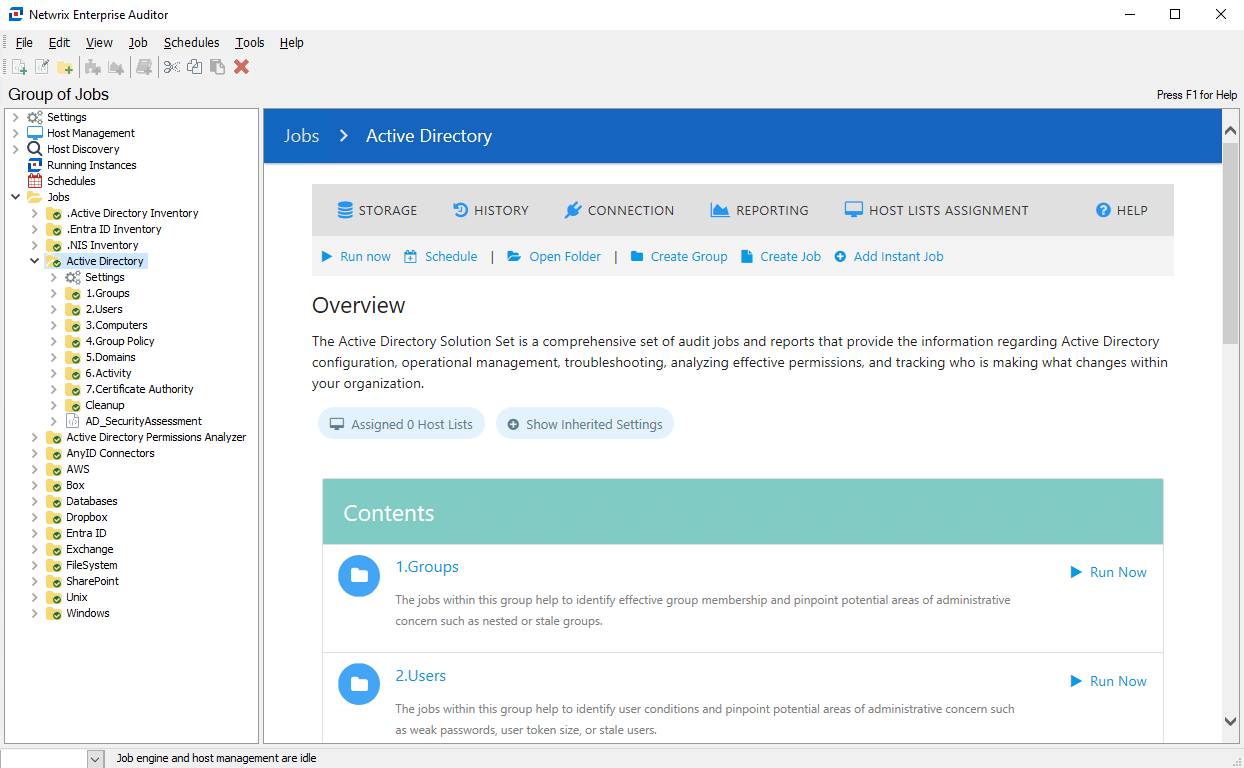 Netwrix Enterprise Auditor
File Edit View Job Schedules Tools Help
Group of Jobs
Press F1 for Help
Settings
Host Management
Host Discovery
Running Instances
Schedules
Jobs
.Active Directory Inventory
.Entra ID Inventory
.NIS Inventory
Active Directory
Settings
1.Groups
2.Users
3.Computers
4.Group Policy
5.Domains
6.Activity
7.Certificate Authority
Cleanup
AD_SecurityAssessment
Active Directory Permissions Analyzer
AnyID Connectors
AWS
Box
Databases
Dropbox
Entra ID
Exchange
FileSystem
SharePoint
Unix
Windows
Jobs > Active Directory
STORAGE HISTORY CONNECTION REPORTING HOST LISTS ASSIGNMENT HELP
Run now Schedule | Open Folder | Create Group Create Job Add Instant Job
Overview
The Active Directory Solution Set is a comprehensive set of audit jobs and reports that provide the information regarding Active Directory
configuration, operational management, troubleshooting, analyzing effective permissions, and tracking who is making what changes within
your organization.
Assigned 0 Host Lists Show Inherited Settings
Contents
1.Groups
Run Now
The jobs within this group help to identify effective group membership and pinpoint potential areas of administrative
concern such as nested or stale groups.
2.Users
Run Now
The jobs within this group help to identify user conditions and pinpoint potential areas of administrative concern such
as weak passwords, user token size, or stale users.
Job engine and host management are idle